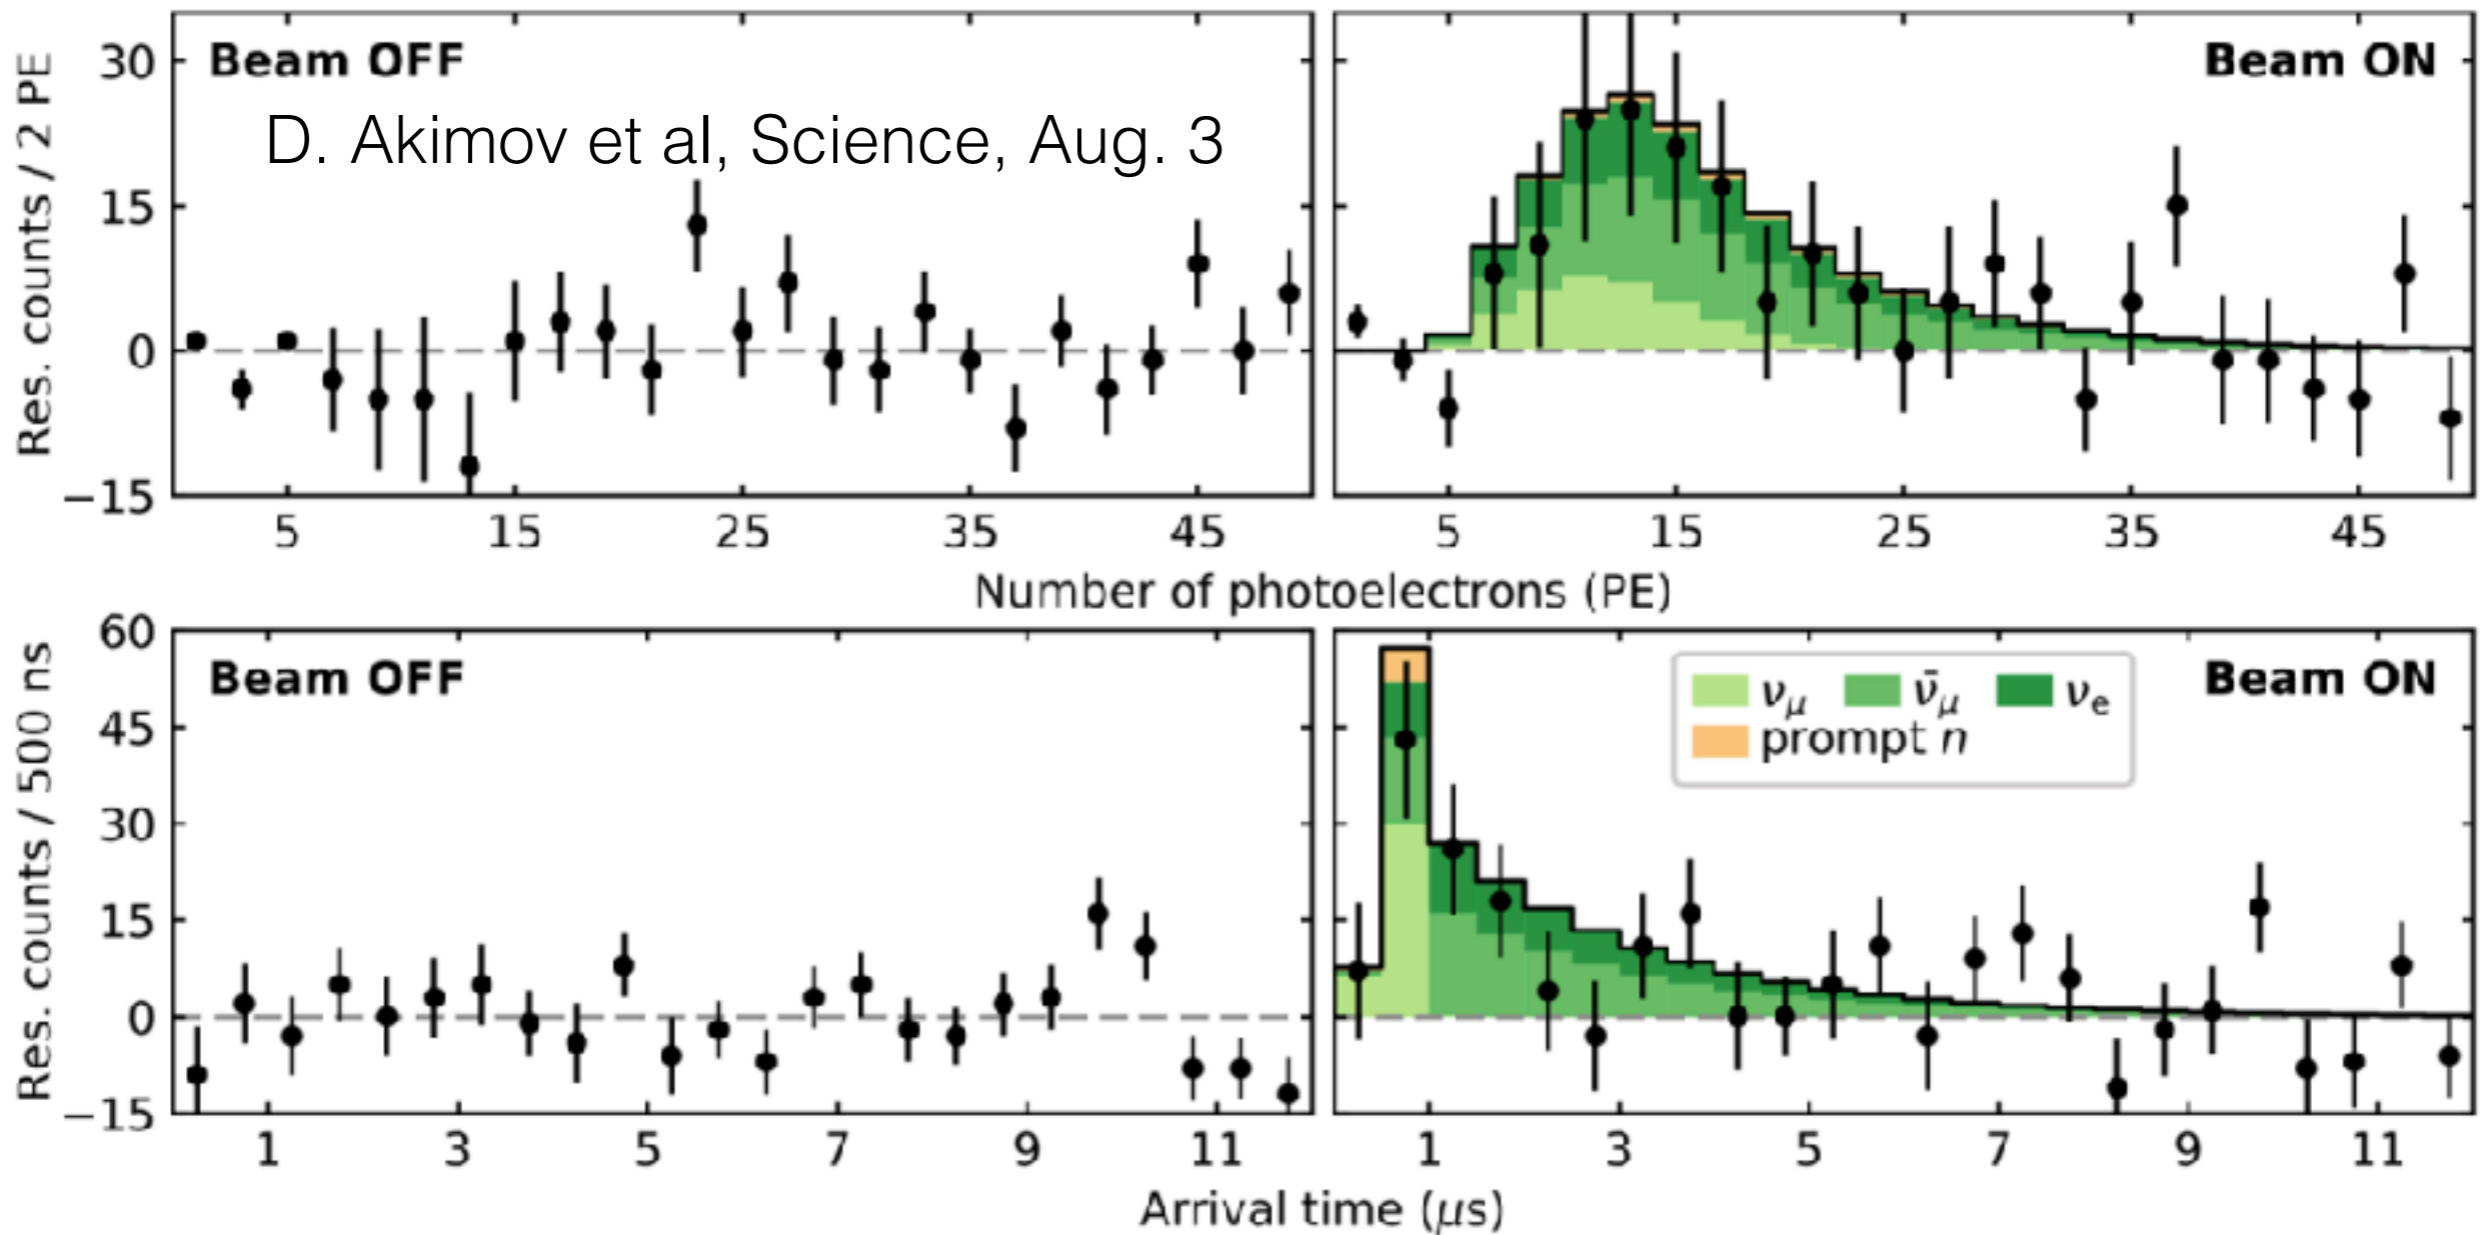 Res. counts / 2 PE
30
15
0
−15
Beam OFF
D. Akimov et al, Science, Aug. 3
Beam ON
5 15 25 35 45
5 15 25 35 45
Number of photoelectrons (PE)
Res. counts / 500 ns
60
45
30
15
0
−15
Beam OFF
Beam ON
νμ ν̄μ νe
prompt n
1 3 5 7 9 11
1 3 5 7 9 11
Arrival time (μs)